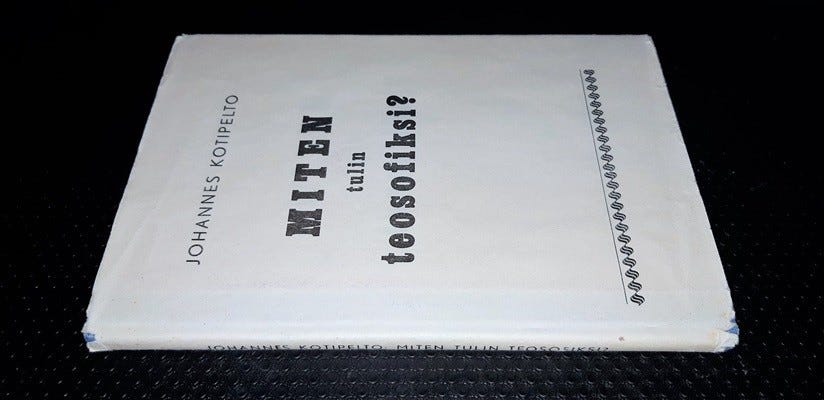 JOHANNES KOTIPELTO
MITEN
tulin
teosofiksi?
JOHANNES KOTIPELTO: MITEN TULIN TEOSOFIKSI?